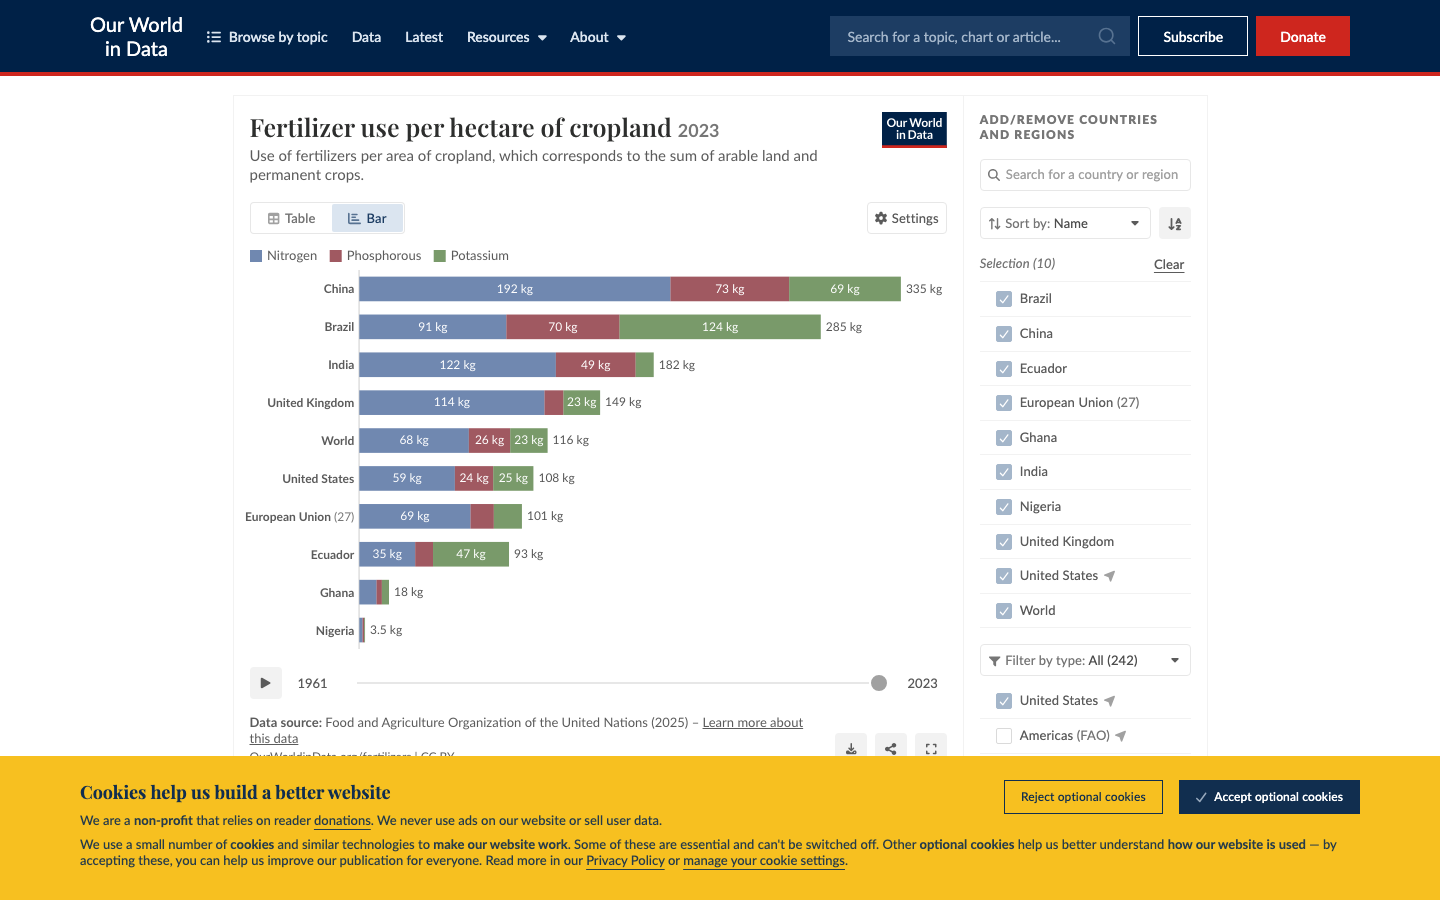 Our World
in Data
Browse by topic
Data
Latest
Resources
About
Search for a topic, chart or article...
Subscribe
Donate
Fertilizer use per hectare of cropland 2023
Use of fertilizers per area of cropland, which corresponds to the sum of arable land and
permanent crops.
Our World
in Data
Table
Bar
Settings
Nitrogen
Phosphorous
Potassium
China 192 kg 73 kg 69 kg 335 kg
Brazil 91 kg 70 kg 124 kg 285 kg
India 122 kg 49 kg 182 kg
United Kingdom 114 kg 23 kg 149 kg
World 68 kg 26 kg 23 kg 116 kg
United States 59 kg 24 kg 25 kg 108 kg
European Union (27) 69 kg 101 kg
Ecuador 35 kg 47 kg 93 kg
Ghana 18 kg
Nigeria 3.5 kg
1961
2023
Data source: Food and Agriculture Organization of the United Nations (2025) – Learn more about
this data
OurWorldinData.org/fertilizers | CC BY
ADD/REMOVE COUNTRIES
AND REGIONS
Search for a country or region
Sort by: Name
Selection (10)
Clear
Brazil
China
Ecuador
European Union (27)
Ghana
India
Nigeria
United Kingdom
United States
World
Filter by type: All (242)
United States
Americas (FAO)
Cookies help us build a better website
We are a non-profit that relies on reader donations. We never use ads on our website or sell user data.
We use a small number of cookies and similar technologies to make our website work. Some of these are essential and can't be switched off. Other optional cookies help us better understand how our website is used — by
accepting these, you can help us improve our publication for everyone. Read more in our Privacy Policy or manage your cookie settings.
Reject optional cookies
Accept optional cookies